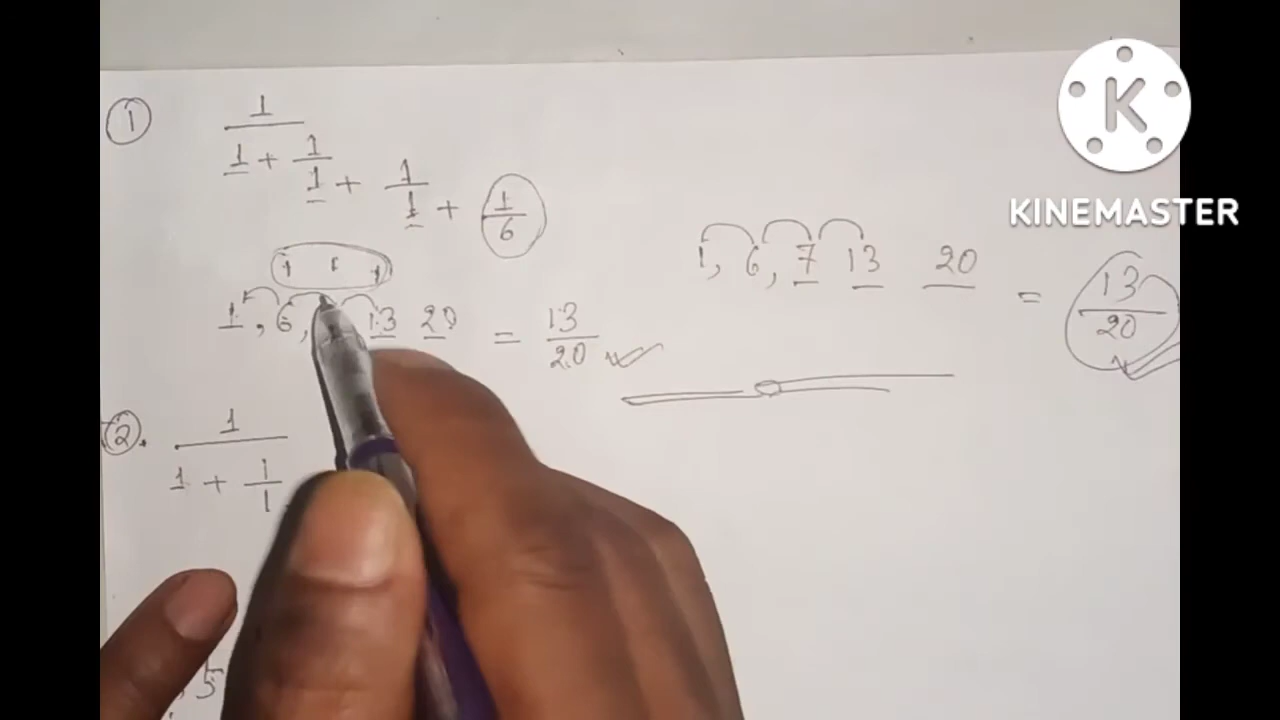 ① 1
1 + 1
1 + 1
1 + 1
6
1 1 1
1, 6, 13 20 = 13/20
1, 6, 7 13 20 = 13/20
②. 1
1 + 1
1
5
K
KINEMASTER